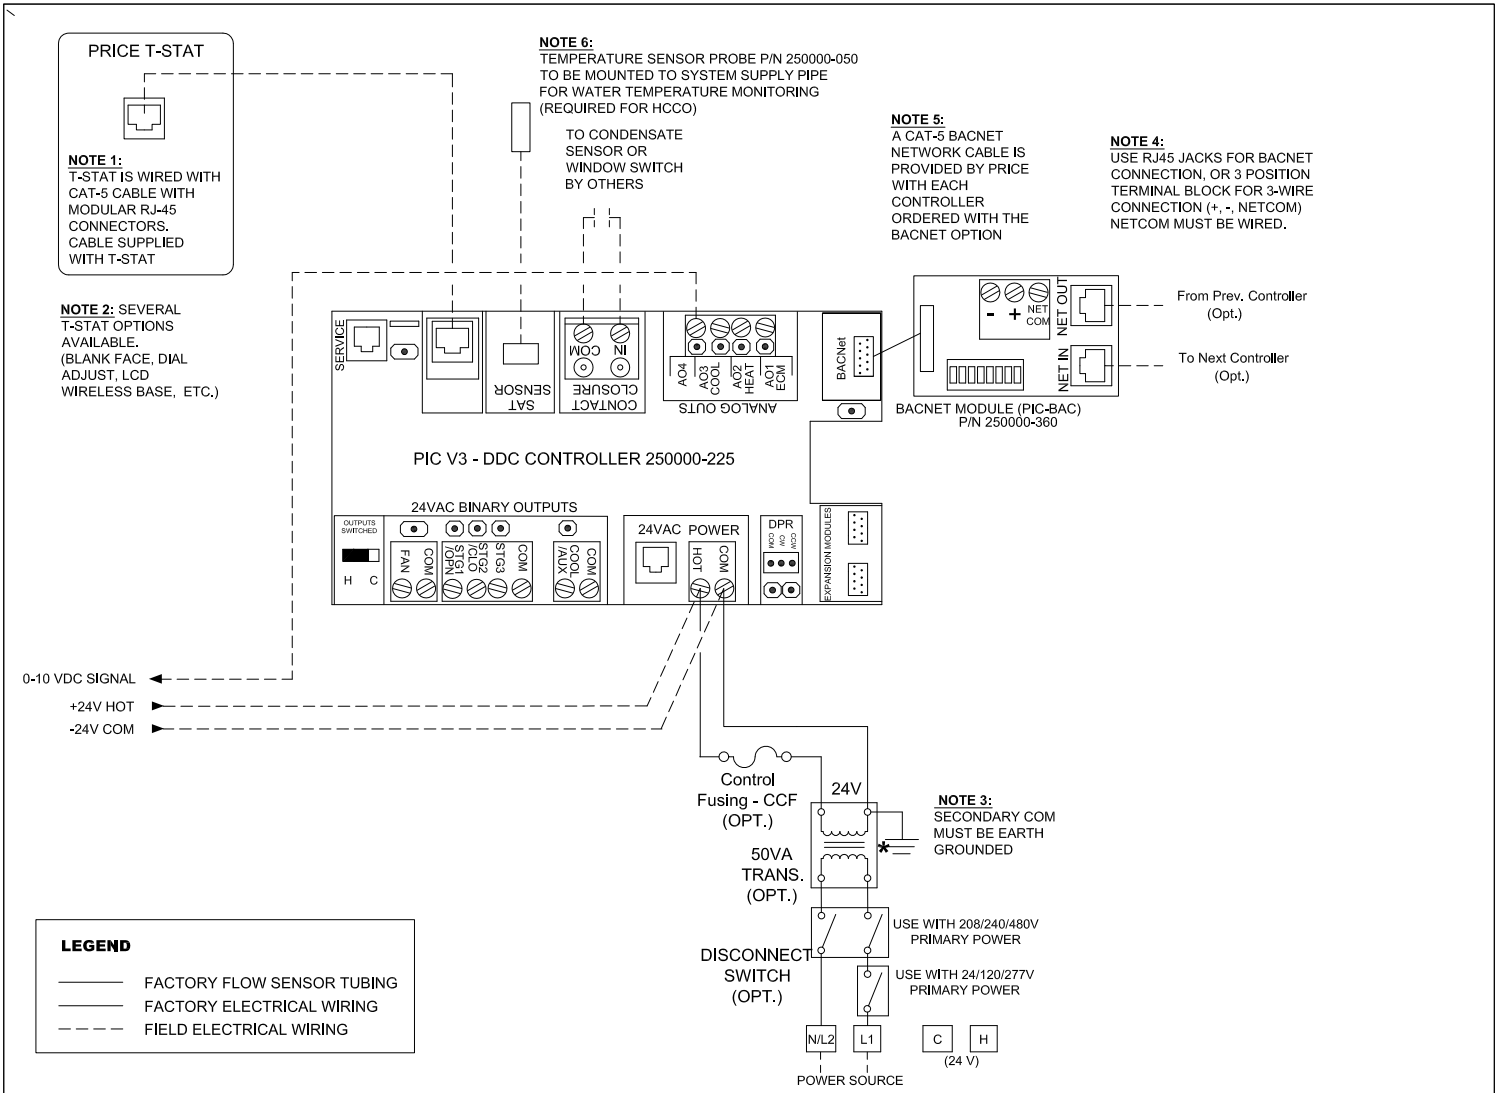 PRICE T-STAT
NOTE 1:
T-STAT IS WIRED WITH
CAT-5 CABLE WITH
MODULAR RJ-45
CONNECTORS.
CABLE SUPPLIED
WITH T-STAT
NOTE 2: SEVERAL
T-STAT OPTIONS
AVAILABLE.
(BLANK FACE, DIAL
ADJUST, LCD
WIRELESS BASE, ETC.)
NOTE 6:
TEMPERATURE SENSOR PROBE P/N 250000-050
TO BE MOUNTED TO SYSTEM SUPPLY PIPE
FOR WATER TEMPERATURE MONITORING
(REQUIRED FOR HCCO)
TO CONDENSATE
SENSOR OR
WINDOW SWITCH
BY OTHERS
NOTE 5:
A CAT-5 BACNET
NETWORK CABLE IS
PROVIDED BY PRICE
WITH EACH
CONTROLLER
ORDERED WITH THE
BACNET OPTION
NOTE 4:
USE RJ45 JACKS FOR BACNET
CONNECTION, OR 3 POSITION
TERMINAL BLOCK FOR 3-WIRE
CONNECTION (+, -, NETCOM)
NETCOM MUST BE WIRED.
SERVICE
SAT
SENSOR
COM
IN
CONTACT
CLOSURE
AO4
AO3
COOL
AO2
HEAT
AO1
ECM
ANALOG OUTS
BACNet
- +
NET
COM
NET OUT
NET IN
From Prev. Controller
(Opt.)
To Next Controller
(Opt.)
BACNET MODULE (PIC-BAC)
P/N 250000-360
PIC V3 - DDC CONTROLLER 250000-225
OUTPUTS
SWITCHED
H C
24VAC BINARY OUTPUTS
FAN
COM
STG1
/OPN
STG2
/CLO
STG3
COM
COOL
/AUX
COM
24VAC POWER
HOT
COM
DPR
COM
CW
CCW
EXPANSION MODULES
0-10 VDC SIGNAL
+24V HOT
-24V COM
Control
Fusing - CCF
(OPT.)
24V
50VA
TRANS.
(OPT.)
*
NOTE 3:
SECONDARY COM
MUST BE EARTH
GROUNDED
DISCONNECT
SWITCH
(OPT.)
USE WITH 208/240/480V
PRIMARY POWER
USE WITH 24/120/277V
PRIMARY POWER
N/L2
L1
C
H
(24 V)
POWER SOURCE
LEGEND
FACTORY FLOW SENSOR TUBING
FACTORY ELECTRICAL WIRING
FIELD ELECTRICAL WIRING